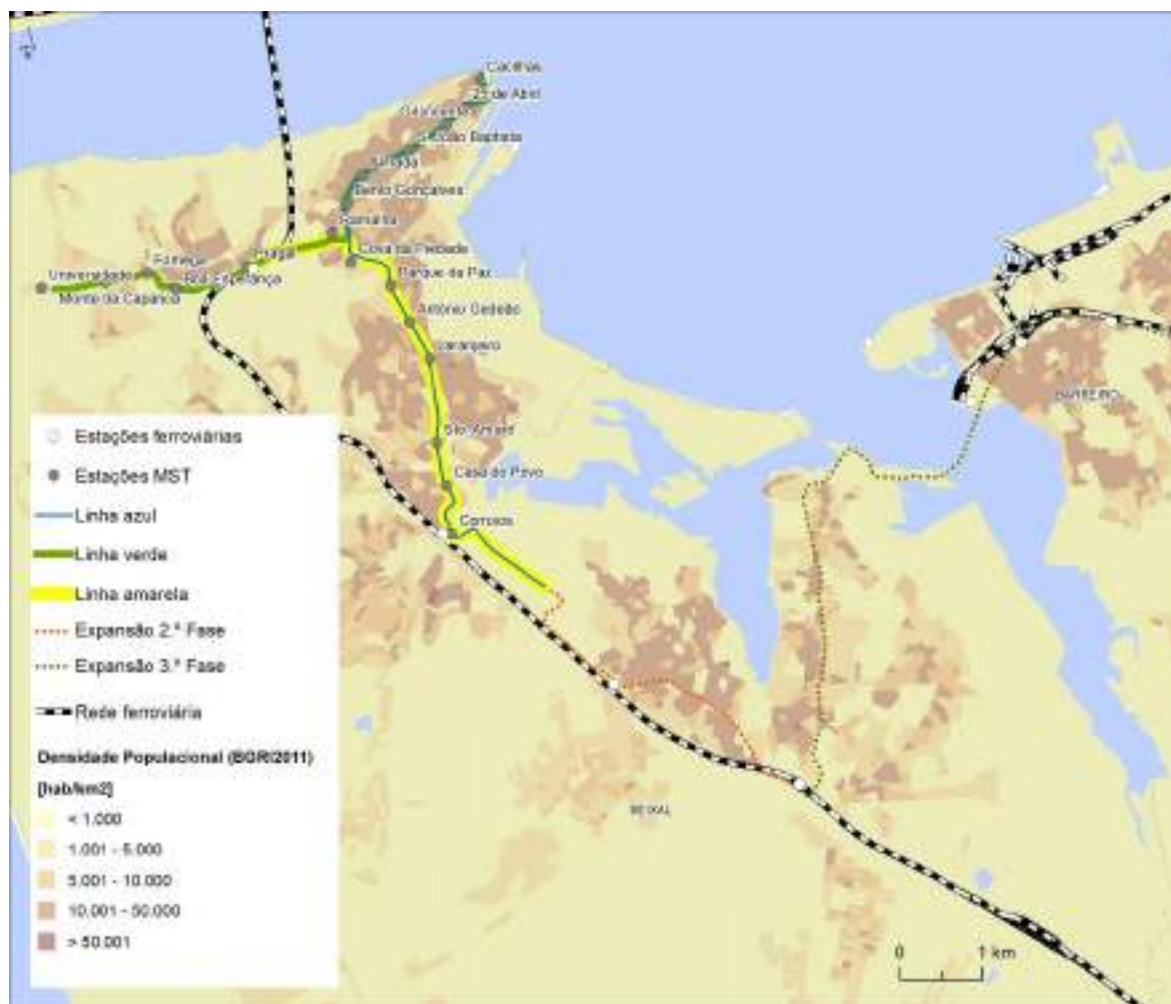 Cacilhas
25 de Abril
Gil Vicente
S. João Baptista
Almada
Bento Gonçalves
Ramalha
Cova da Piedade
Pragal
Parque da Paz
Fomega
Universidade
Boa Esperança
Monte da Caparica
António Gedeão
Laranjeiro
BARREIRO
Sto. Amaro
Casa do Povo
Corroios
SEIXAL
Estações ferroviárias
Estações MST
Linha azul
Linha verde
Linha amarela
Expansão 2.ª Fase
Expansão 3.ª Fase
Rede ferroviária
Densidade Populacional (BGRI2011)
[hab/km2]
< 1.000
1.001 - 5.000
5.001 - 10.000
10.001 - 50.000
> 50.001
0 1 km